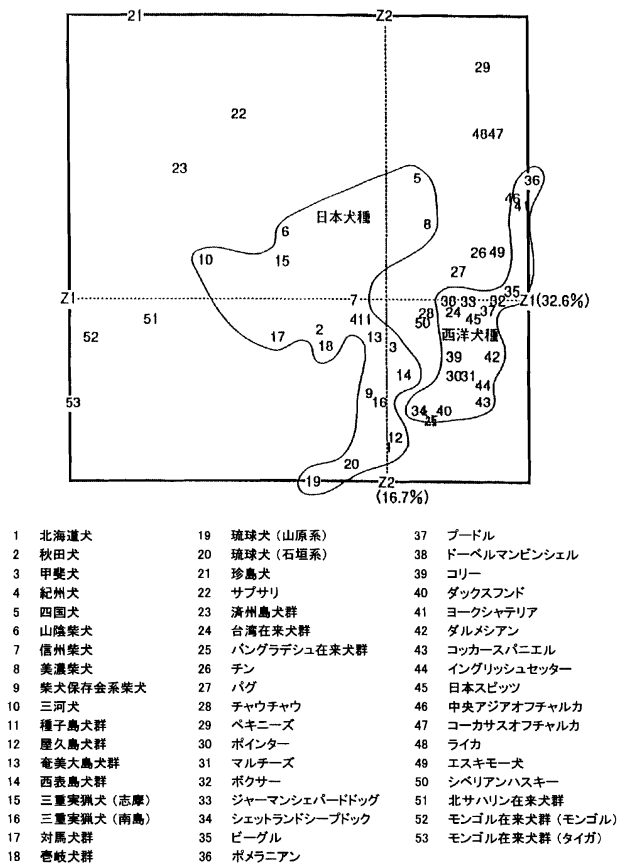 21
Z2
29
22
4847
23
5
36
46
41
日本犬種
8
6
10
15
26 49
27
35
Z1
7
38 33 32
Z1(32.6%)
51
411
28
24
37
50
45
52
17
2
13
西洋犬種
18
3
39
42
14
3031
44
53
9
16
43
34
25
40
12
1
20
19
Z2
(16.7%)
1 北海道犬
2 秋田犬
3 甲斐犬
4 紀州犬
5 四国犬
6 山陰柴犬
7 信州柴犬
8 美濃柴犬
9 柴犬保存会系柴犬
10 三河犬
11 種子島犬群
12 屋久島犬群
13 奄美大島犬群
14 西表島犬群
15 三重実猟犬(志摩)
16 三重実猟犬(南島)
17 対馬犬群
18 壱岐犬群
19 琉球犬(山原系)
20 琉球犬(石垣系)
21 珍島犬
22 サプサリ
23 済州島犬群
24 台湾在来犬群
25 バングラデシュ在来犬群
26 チン
27 パグ
28 チャウチャウ
29 ペキニーズ
30 ポインター
31 マルチーズ
32 ボクサー
33 ジャーマンシェパードドッグ
34 シェットランドシープドック
35 ビーグル
36 ポメラニアン
37 プードル
38 ドーベルマンピンシェル
39 コリー
40 ダックスフンド
41 ヨークシャテリア
42 ダルメシアン
43 コッカースパニエル
44 イングリッシュセッター
45 日本スピッツ
46 中央アジアオフチャルカ
47 コーカサスオフチャルカ
48 ライカ
49 エスキモー犬
50 シベリアンハスキー
51 北サハリン在来犬群
52 モンゴル在来犬群(モンゴル)
53 モンゴル在来犬群(タイガ)